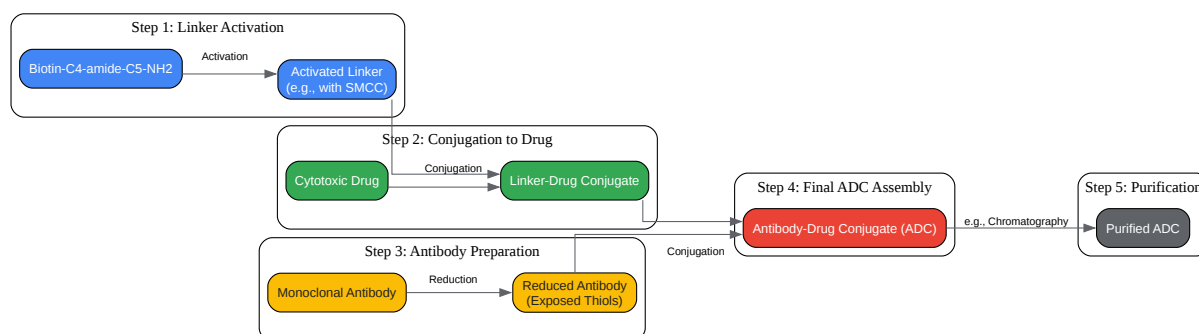 Step 1: Linker Activation
Biotin-C4-amide-C5-NH2
Activation
Activated Linker
(e.g., with SMCC)
Step 2: Conjugation to Drug
Cytotoxic Drug
Conjugation
Linker-Drug Conjugate
Step 3: Antibody Preparation
Monoclonal Antibody
Reduction
Reduced Antibody
(Exposed Thiols)
Conjugation
Step 4: Final ADC Assembly
Antibody-Drug Conjugate (ADC)
e.g., Chromatography
Step 5: Purification
Purified ADC